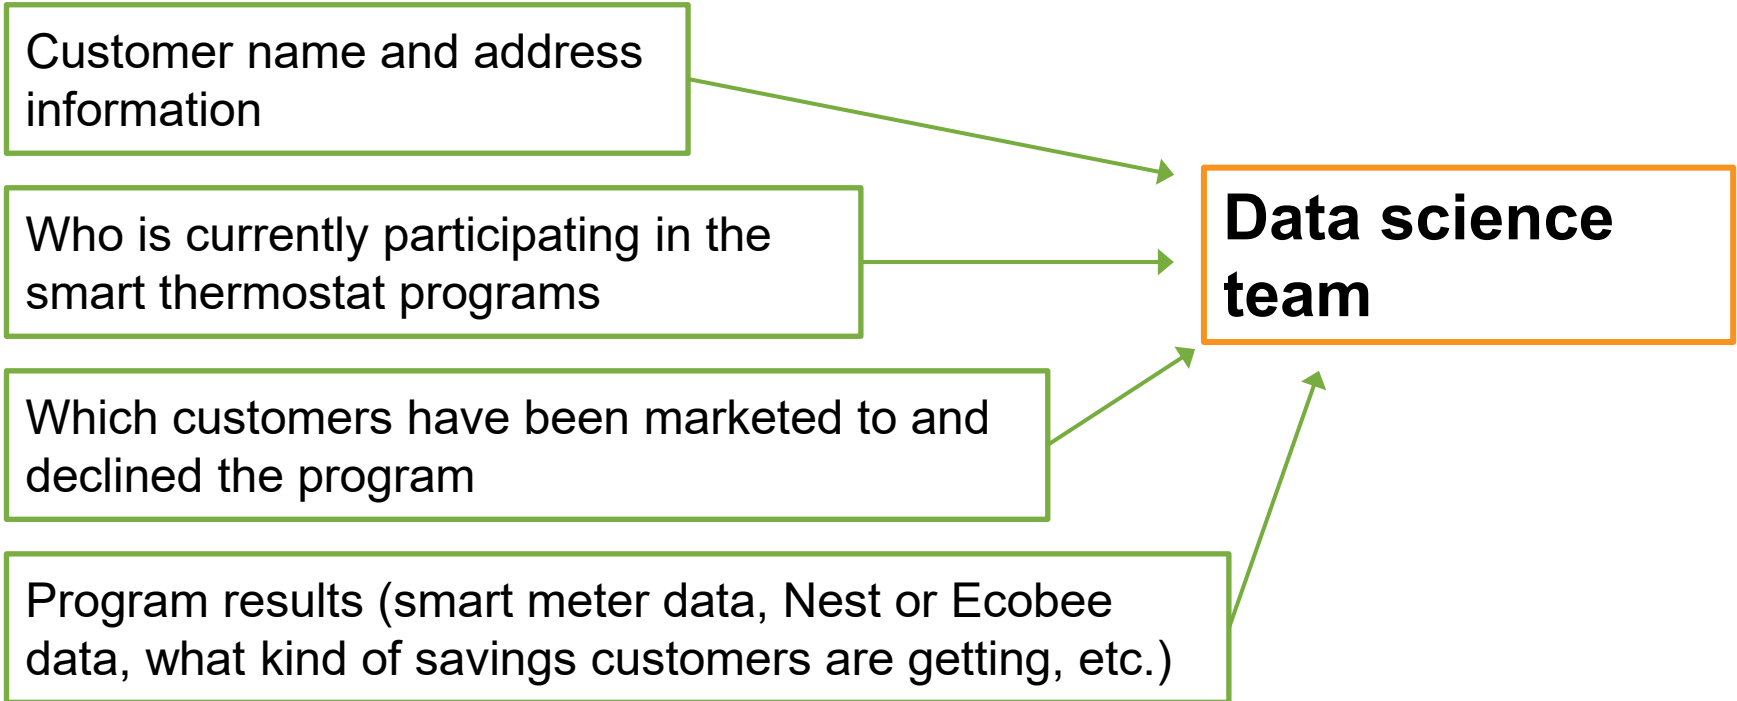 Customer name and address
information
Who is currently participating in the
smart thermostat programs
Which customers have been marketed to and
declined the program
Program results (smart meter data, Nest or Ecobee
data, what kind of savings customers are getting, etc.)
Data science
team